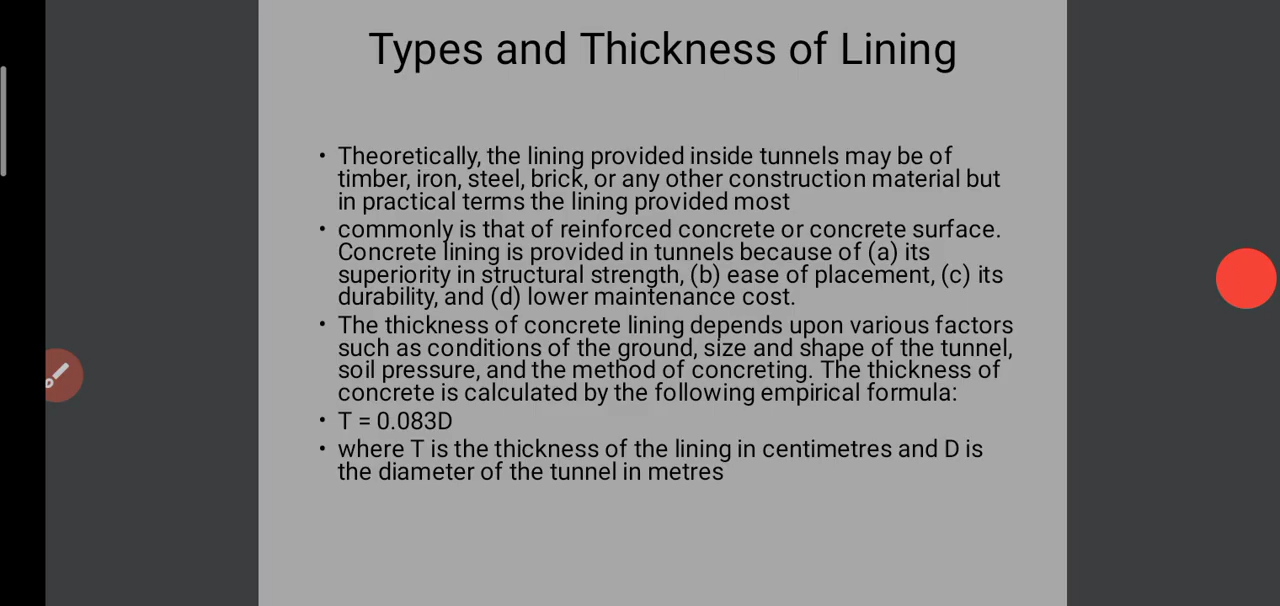 Types and Thickness of Lining
• Theoretically, the lining provided inside tunnels may be of
timber, iron, steel, brick, or any other construction material but
in practical terms the lining provided most
• commonly is that of reinforced concrete or concrete surface.
Concrete lining is provided in tunnels because of (a) its
superiority in structural strength, (b) ease of placement, (c) its
durability, and (d) lower maintenance cost.
• The thickness of concrete lining depends upon various factors
such as conditions of the ground, size and shape of the tunnel,
soil pressure, and the method of concreting. The thickness of
concrete is calculated by the following empirical formula:
• T = 0.083D
• where T is the thickness of the lining in centimetres and D is
the diameter of the tunnel in metres